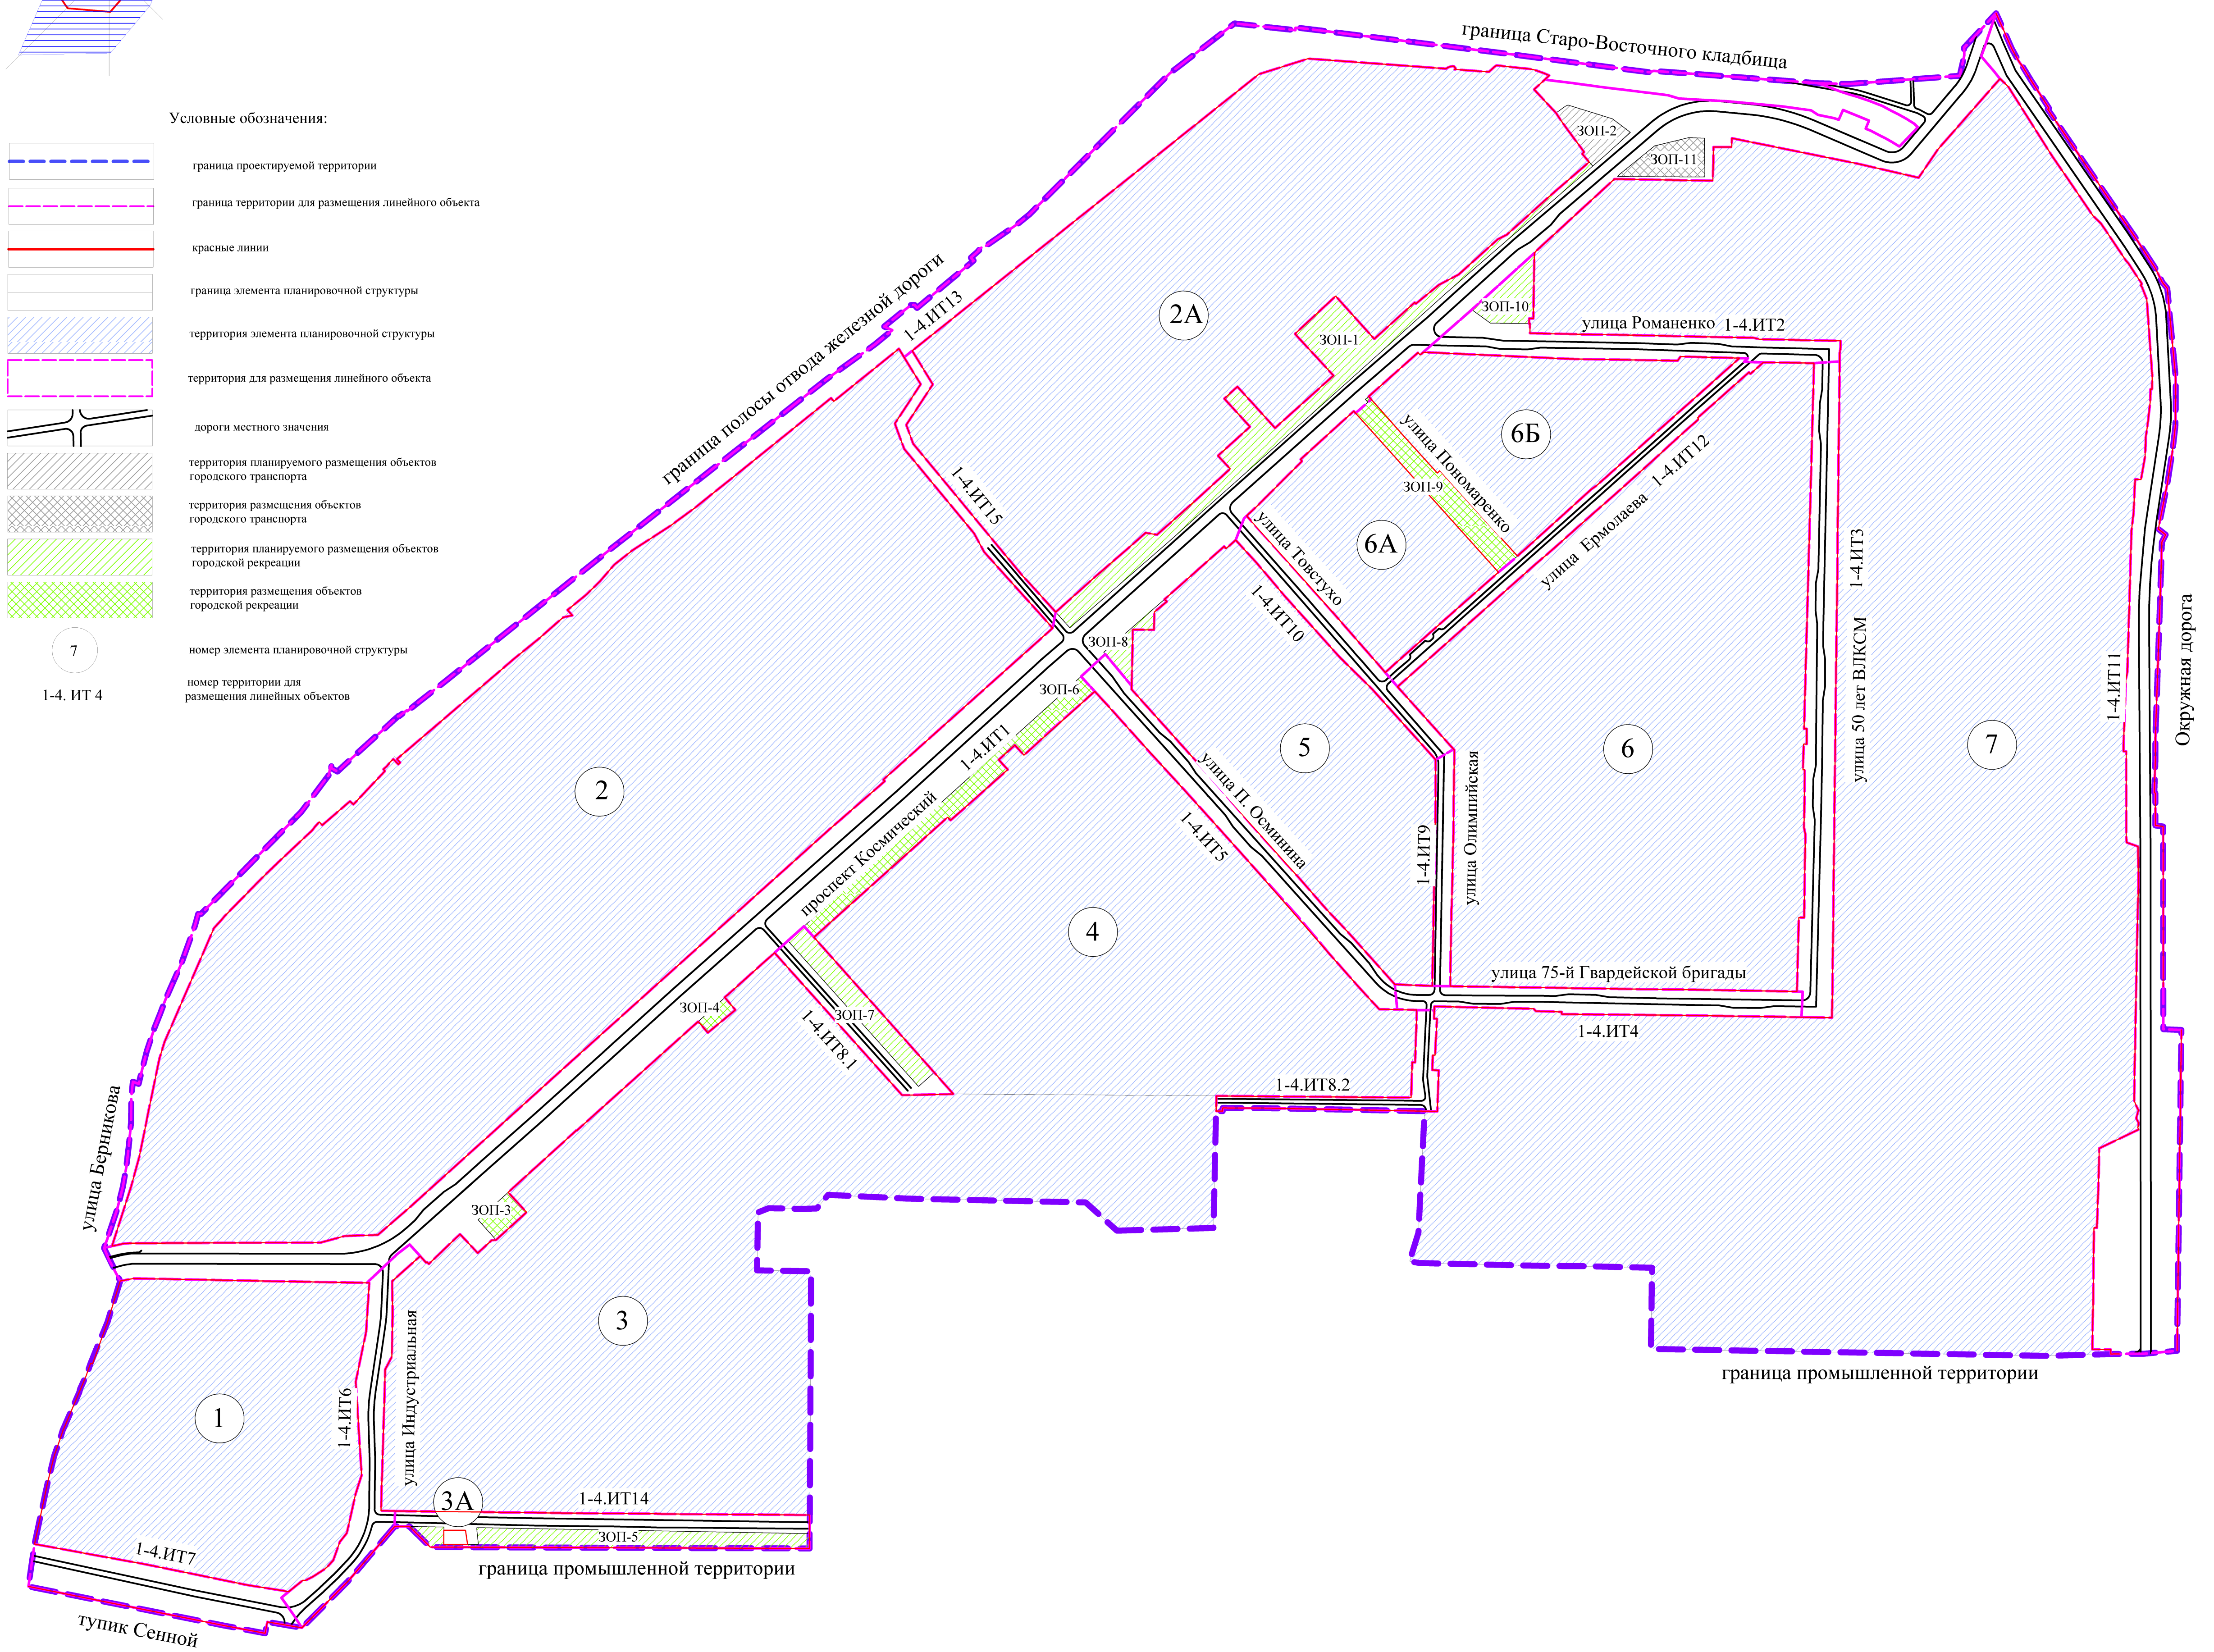 Условные обозначения:
граница проектируемой территории
граница территории для размещения линейного объекта
красные линии
граница элемента планировочной структуры
территория элемента планировочной структуры
территория для размещения линейного объекта
дороги местного значения
территория планируемого размещения объектов
городского транспорта
территория размещения объектов
городского транспорта
территория планируемого размещения объектов
городской рекреации
территория размещения объектов
городской рекреации
7
номер элемента планировочной структуры
1-4. ИТ 4
номер территории для
размещения линейных объектов
граница Старо-Восточного кладбища
ЗОП-2
ЗОП-11
граница полосы отвода железной дороги
1-4.ИТ13
2А
ЗОП-1
ЗОП-10
улица Романенко 1-4.ИТ2
6Б
улица Пономаренко
ЗОП-9
1-4.ИТ15
6А
улица Товстухо
улица Ермолаева 1-4.ИТ12
1-4.ИТ3
улица 50 лет ВЛКСМ
1-4.ИТ10
ЗОП-8
ЗОП-6
1-4.ИТ11
Окружная дорога
2
проспект Космический
1-4.ИТ1
5
6
7
улица П. Осминина
1-4.ИТ5
1-4.ИТ9
улица Олимпийская
4
улица 75-й Гвардейской бригады
1-4.ИТ4
ЗОП-4
ЗОП-7
1-4.ИТ8.1
1-4.ИТ8.2
улица Берникова
ЗОП-3
3
граница промышленной территории
1
1-4.ИТ6
улица Индустриальная
3А
1-4.ИТ14
ЗОП-5
граница промышленной территории
1-4.ИТ7
тупик Сенной